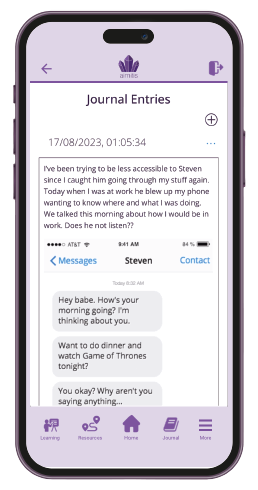 amãs
Journal Entries
17/08/2023, 01:05:34
...
I've been trying to be less accessible to Steven
since I caught him going through my stuff again.
Today when I was at work he blew up my phone
wanting to know where and what I was doing.
We talked this morning about how I would be in
work. Does he not listen??
AT&T 9:41 AM 84 %
Messages Steven Contact
Today 8:30 AM
Hey babe. How's your
morning going? I'm
thinking about you.
Want to do dinner and
watch Game of Thrones
tonight?
You okay? Why aren't you
saying anything...
Learning Resources Home Journal More